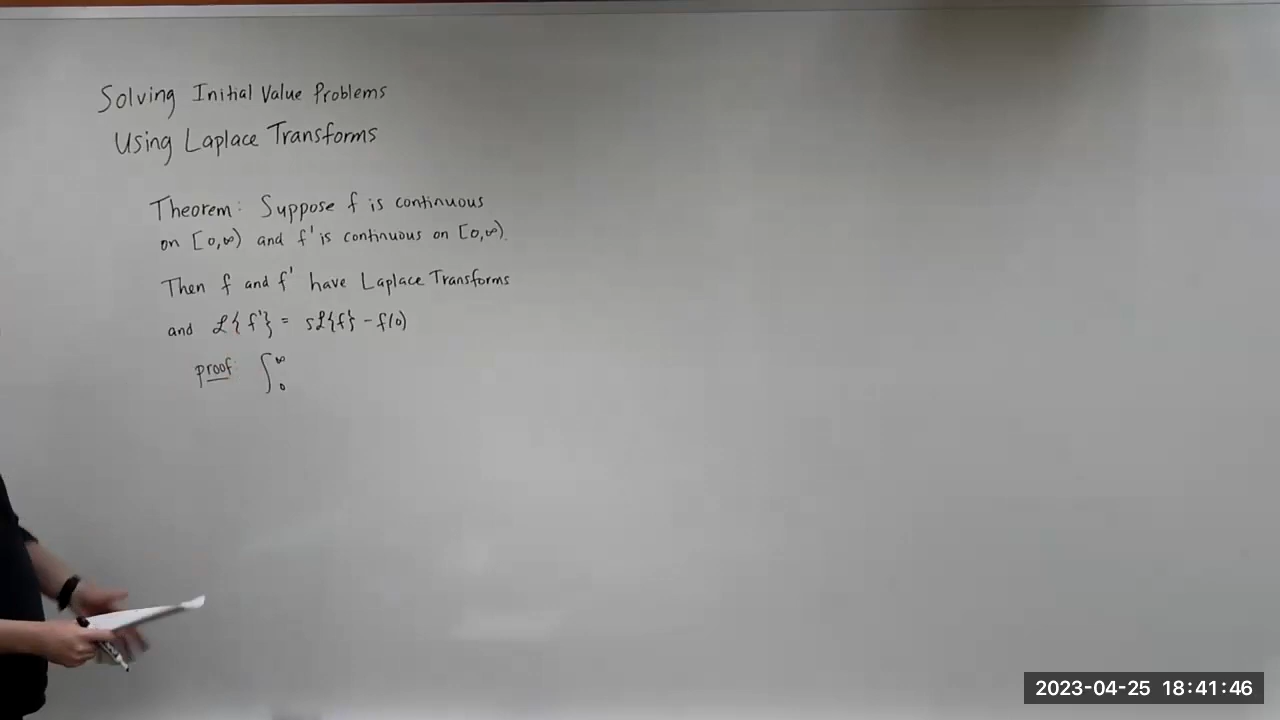 Solving Initial Value Problems
Using Laplace Transforms
Theorem: Suppose f is continuous
on [0,∞) and f' is continuous on [0,∞).
Then f and f' have Laplace Transforms
and ℒ{f'} = sℒ{f} - f(0)
proof: ∫₀^∞
2023-04-25 18:41:46